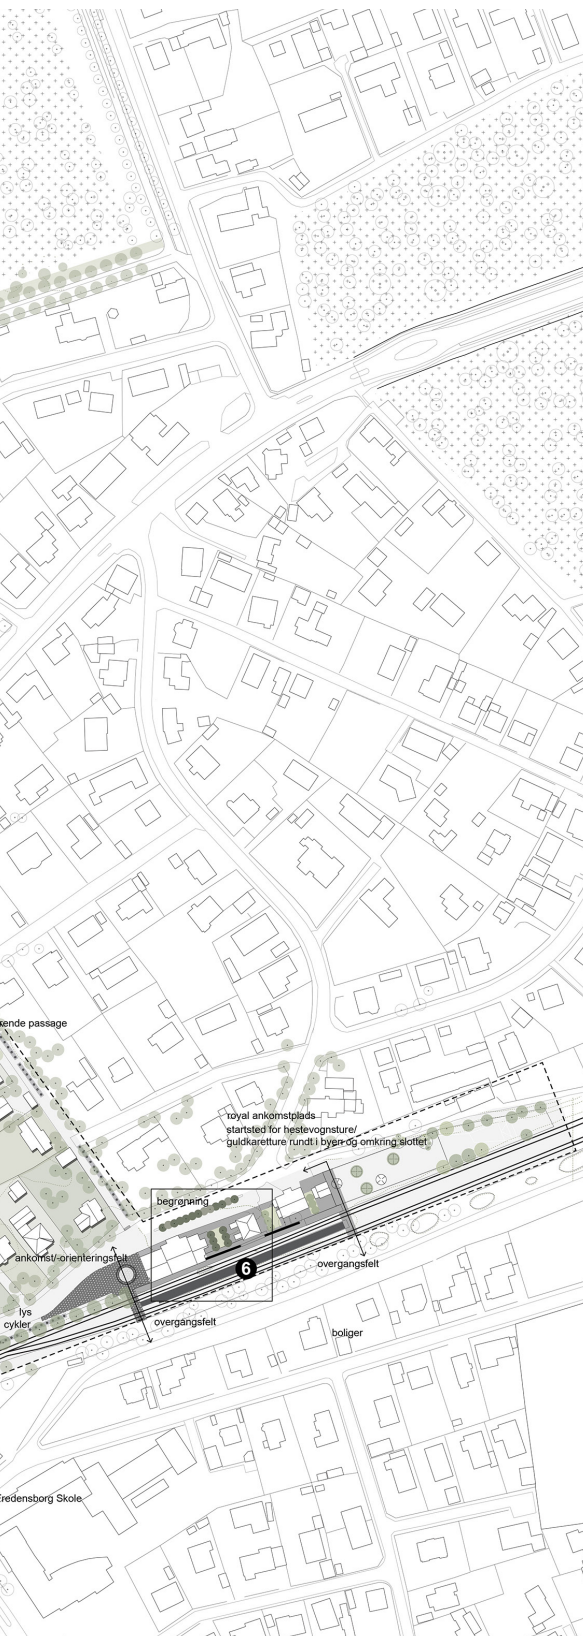 rende passage
royal ankomstplads
startsted for hestevognsture/
guldkaretture rundt i byen og omkring slottet
begrønning
ankomst/-orienteringsfelt
6
overgangsfelt
lys
cykler
overgangsfelt
boliger
Fredensborg Skole